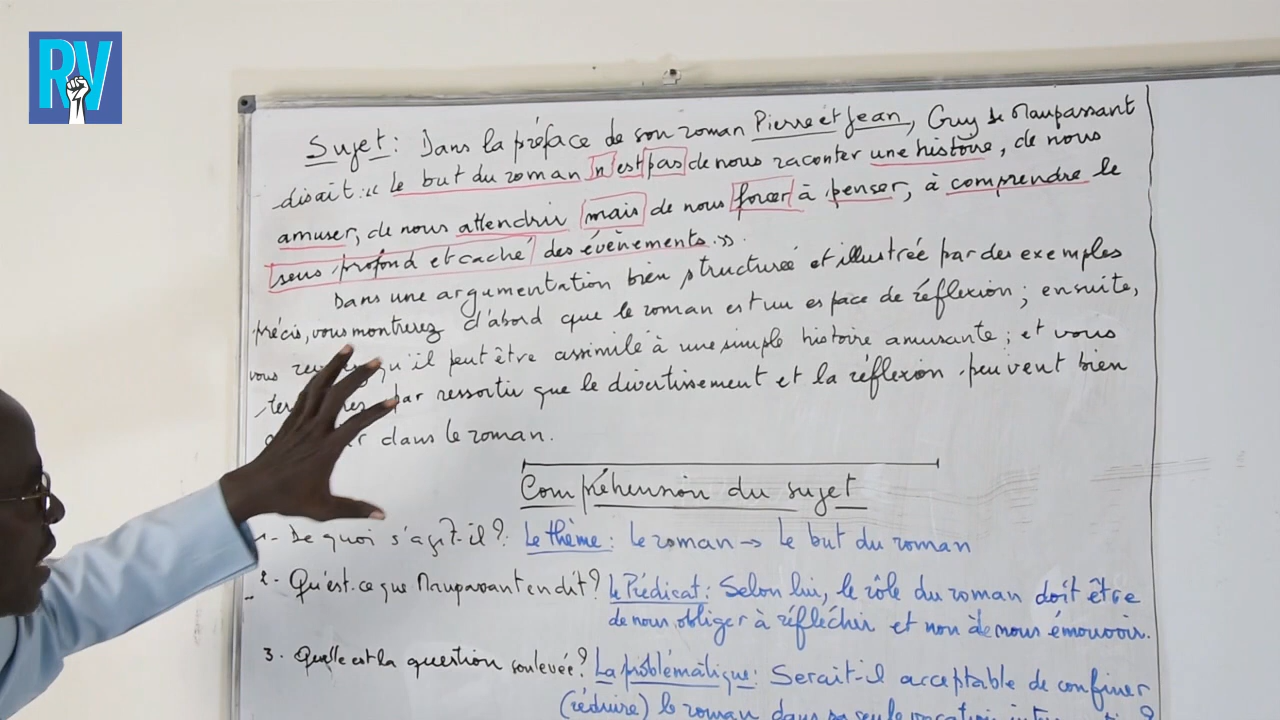 RV
Sujet : Dans la préface de son roman Pierre et Jean, Guy de Maupassant
disait : « Le but du roman n'est pas de nous raconter une histoire, de nous
amuser, de nous attendrir mais de nous forcer à penser, à comprendre le
sens profond et caché des évènements ».
Dans une argumentation bien structurée et illustrée par des exemples
précis, vous montrerez d'abord que le roman est un espace de réflexion ; ensuite,
vous qu'il peut être assimilé à une simple histoire amusante ; et vous
par ressortir que le divertissement et la réflexion peuvent bien
dans le roman.
Compréhension du sujet
1- De quoi s'agit-il ? Le thème : Le roman → Le but du roman
2- Qu'est-ce que Maupassant en dit ? Le Prédicat : Selon lui, le rôle du roman doit être
de nous obliger à réfléchir et non de nous émouvoir.
3. Quelle est la question soulevée ? La problématique : Serait-il acceptable de confiner
(réduire) le roman dans sa seule vocation